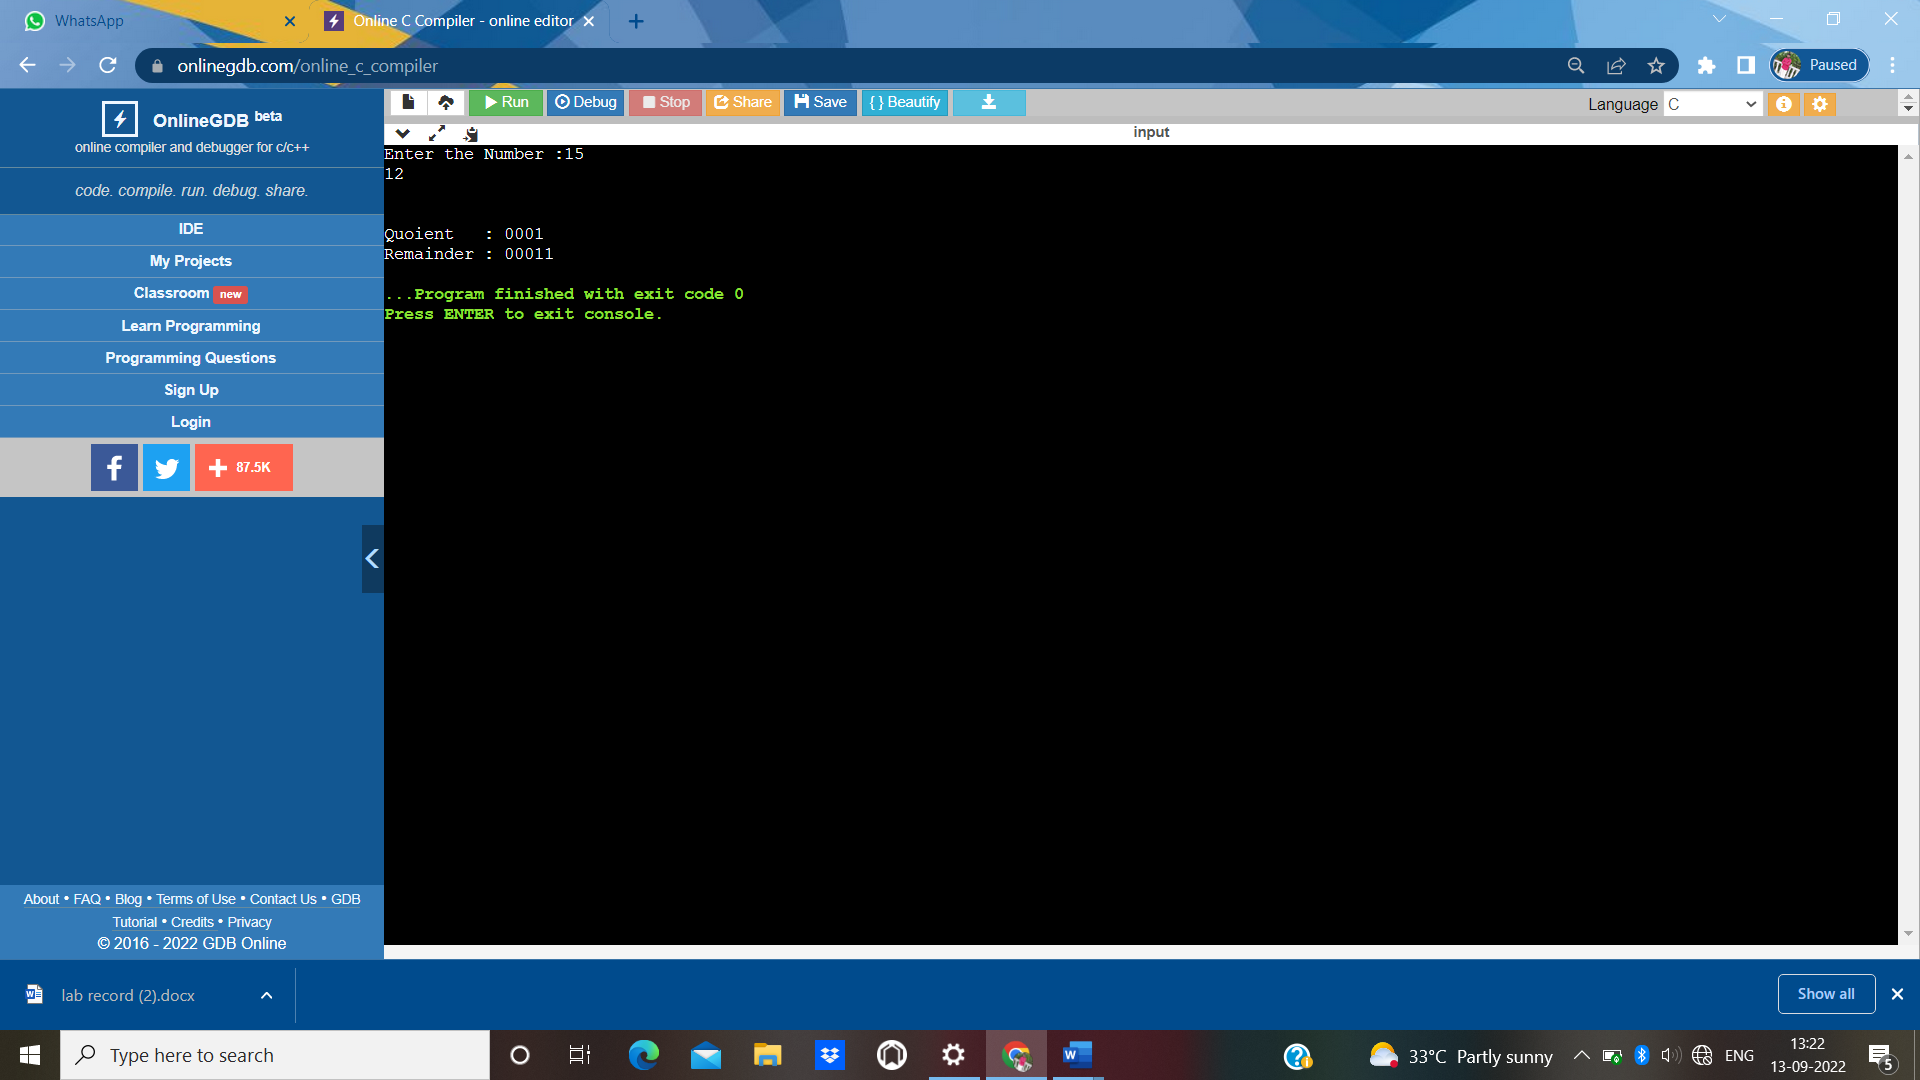 WhatsApp
Online C Compiler - online editor
onlinegdb.com/online_c_compiler
Paused
OnlineGDB beta
online compiler and debugger for c/c++
code. compile. run. debug. share.
IDE
My Projects
Classroom new
Learn Programming
Programming Questions
Sign Up
Login
87.5K
About • FAQ • Blog • Terms of Use • Contact Us • GDB
Tutorial • Credits • Privacy
© 2016 - 2022 GDB Online
Run Debug Stop Share Save { } Beautify
Language C
input
Enter the Number :15
12
Quoient   : 0001
Remainder : 00011
...Program finished with exit code 0
Press ENTER to exit console.
lab record (2).docx
Show all
Type here to search
33°C Partly sunny
ENG
13:22
13-09-2022
5